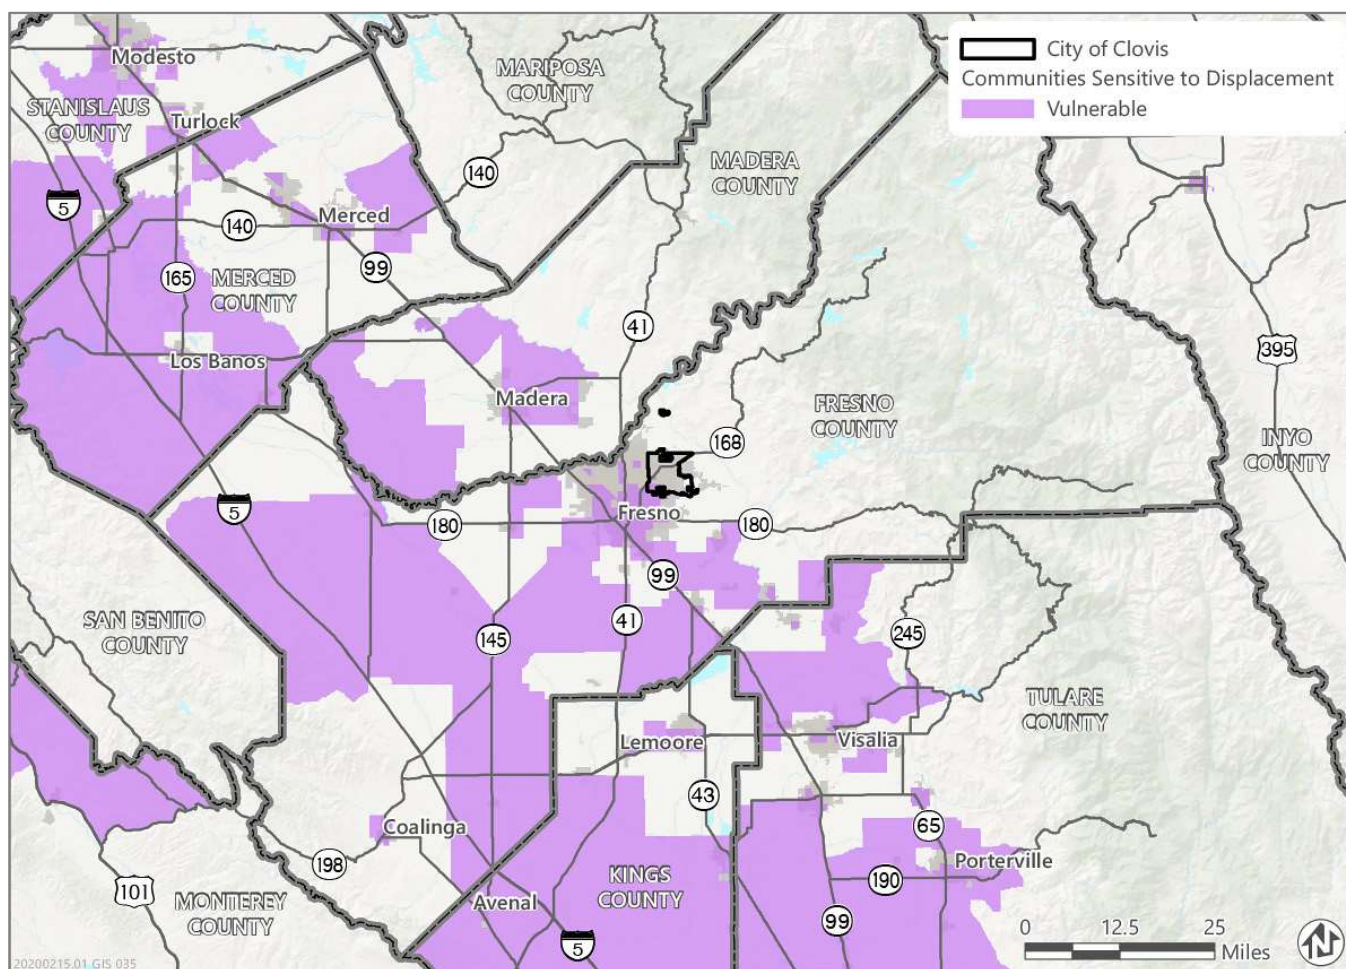 City of Clovis
Communities Sensitive to Displacement
Vulnerable
Modesto
MARIPOSA
COUNTY
STANISLAUS
COUNTY
Turlock
MADERA
COUNTY
140
5
Merced
140
99
165
MERCED
COUNTY
41
395
Los Banos
Madera
FRESNO
COUNTY
168
INYO
COUNTY
5
180
Fresno
180
99
SAN BENITO
COUNTY
145
41
245
TULARE
COUNTY
Lemoore
Visalia
43
Coalinga
65
198
Porterville
101
MONTEREY
COUNTY
KINGS
COUNTY
190
Avenal
99
5
0 12.5 25
Miles
N
20200215.01 GIS 035